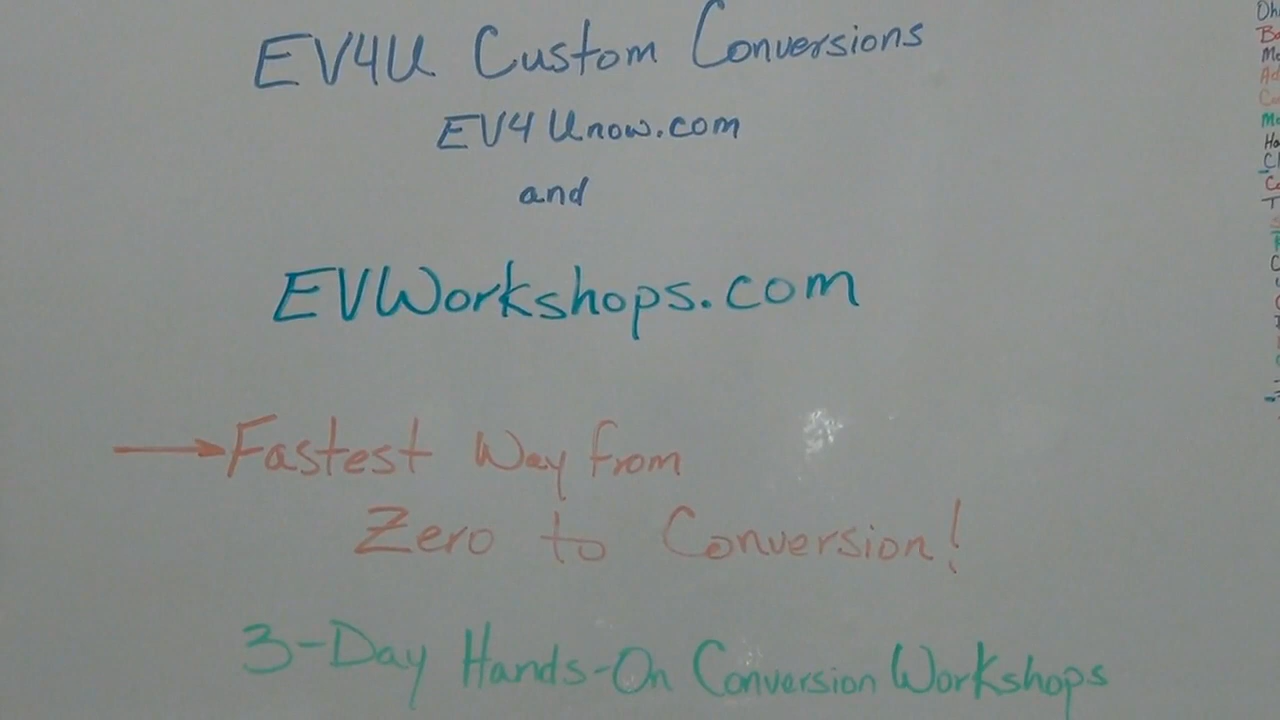 EV4U Custom Conversions
EV4Unow.com
and
EVWorkshops.com
→Fastest Way from
Zero to Conversion!
3-Day Hands-On Conversion Workshops